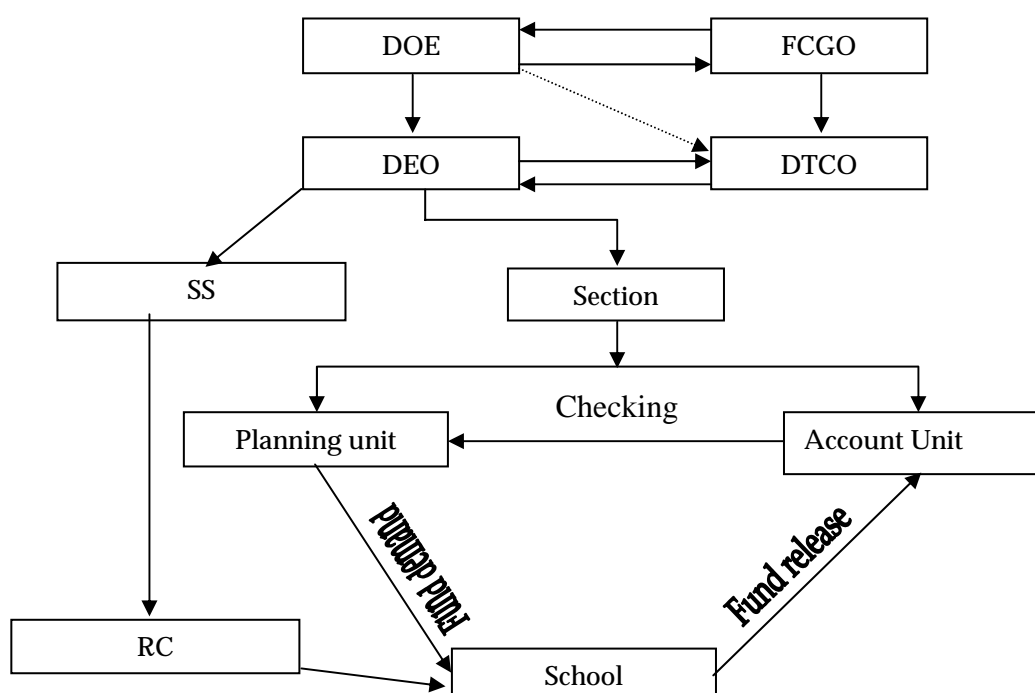 DOE
FCGO
DEO
DTCO
SS
Section
Checking
Planning unit
Account Unit
Fund demand
Fund release
RC
School